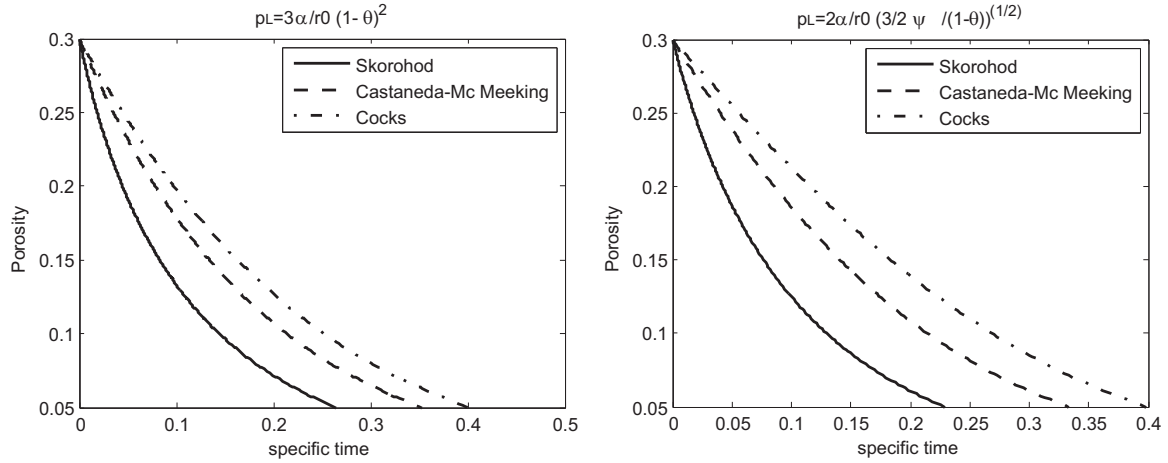 pL=3α/r0 (1- θ)2
0.3
0.25
0.2
0.15
0.1
0.05
Porosity
0
0.1
0.2
0.3
0.4
0.5
specific time
Skorohod
Castaneda-Mc Meeking
Cocks
pL=2α/r0 (3/2 ψ /(1-θ))(1/2)
0.3
0.25
0.2
0.15
0.1
0.05
Porosity
0
0.05
0.1
0.15
0.2
0.25
0.3
0.35
0.4
specific time
Skorohod
Castaneda-Mc Meeking
Cocks